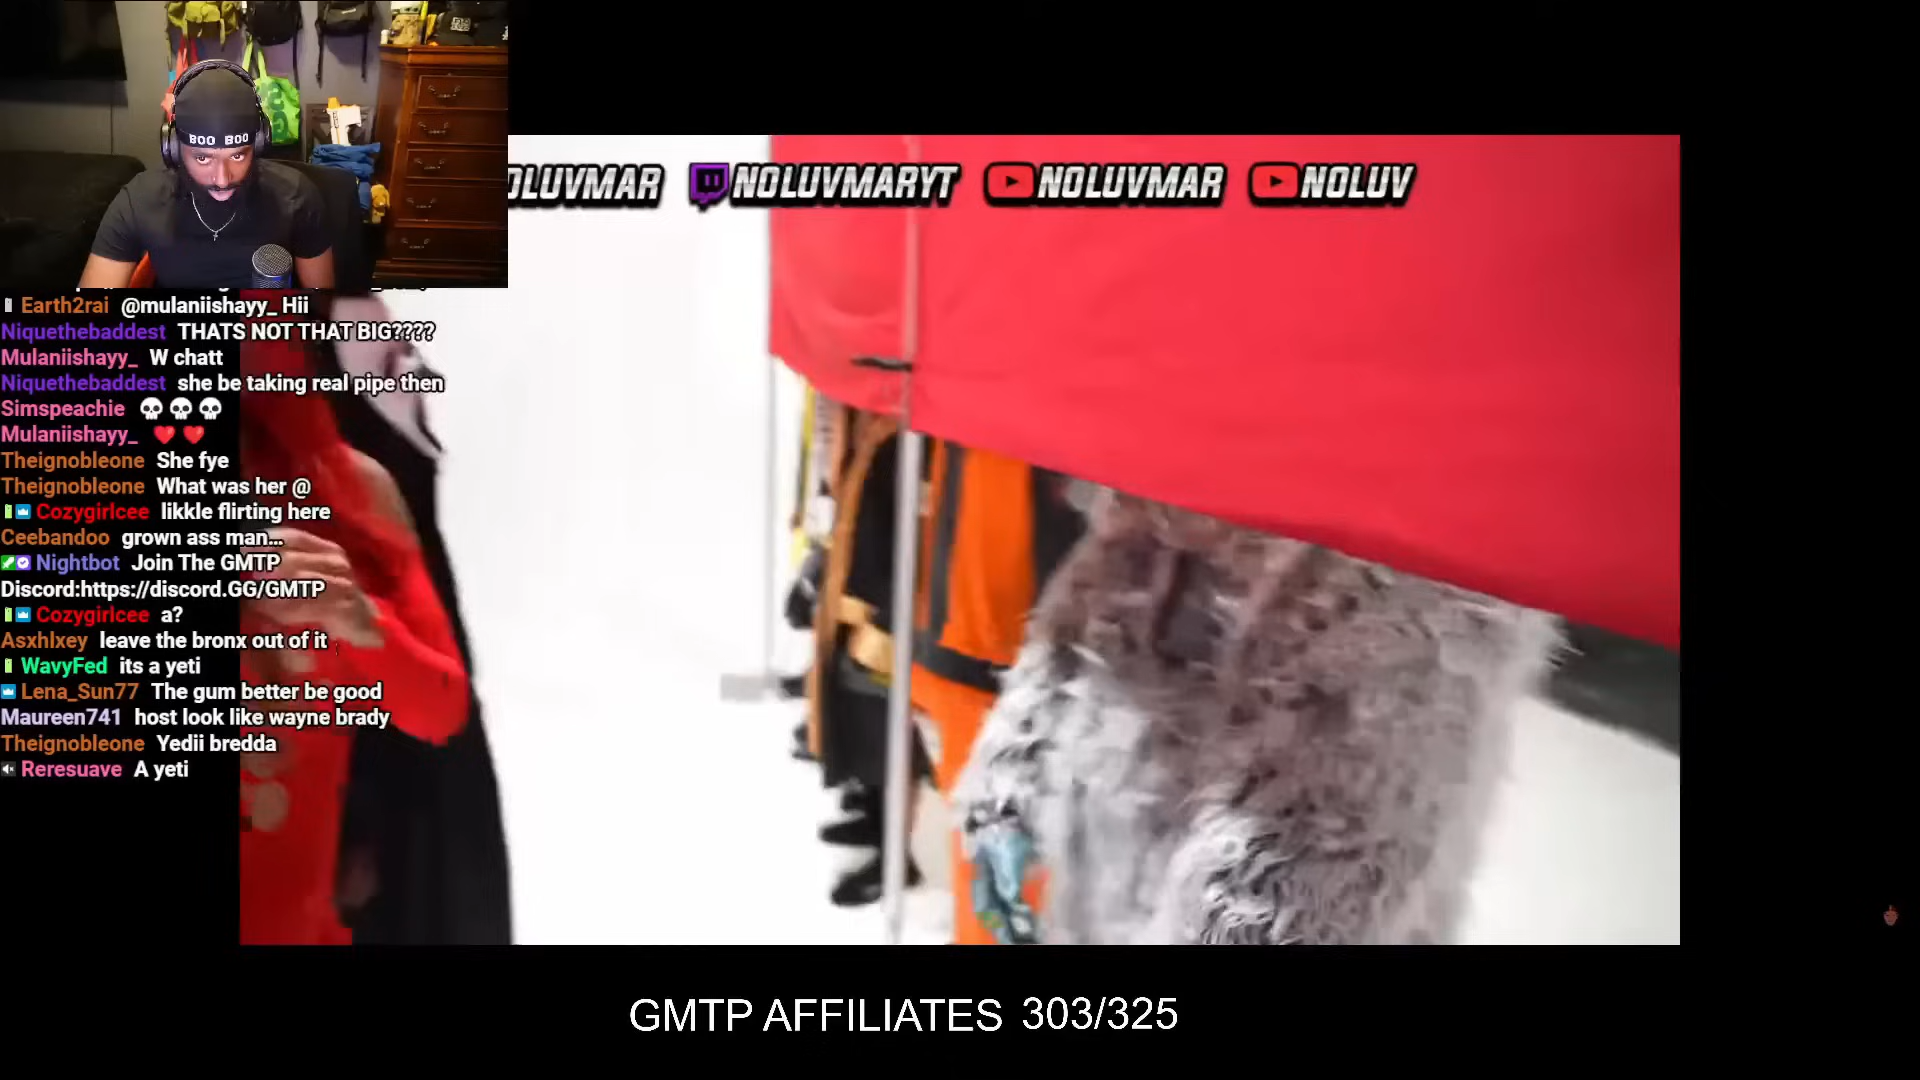 BOO BOO
OLUVMAR NOLUVMARYT NOLUVMAR NOLUV
Earth2rai @mulaniishayy_ Hii
Niquethebaddest THATS NOT THAT BIG????
Mulaniishayy_ W chatt
Niquethebaddest she be taking real pipe then
Simspeachie 💀 💀 💀
Mulaniishayy_ ♥ ♥
Theignobleone She fye
Theignobleone What was her @
Cozygirlcee likkle flirting here
Ceebandoo grown ass man...
Nightbot Join The GMTP
Discord:https://discord.GG/GMTP
Cozygirlcee a?
Asxhlxey leave the bronx out of it
WavyFed its a yeti
Lena_Sun77 The gum better be good
Maureen741 host look like wayne brady
Theignobleone Yedii bredda
Reresuave A yeti
GMTP AFFILIATES 303/325